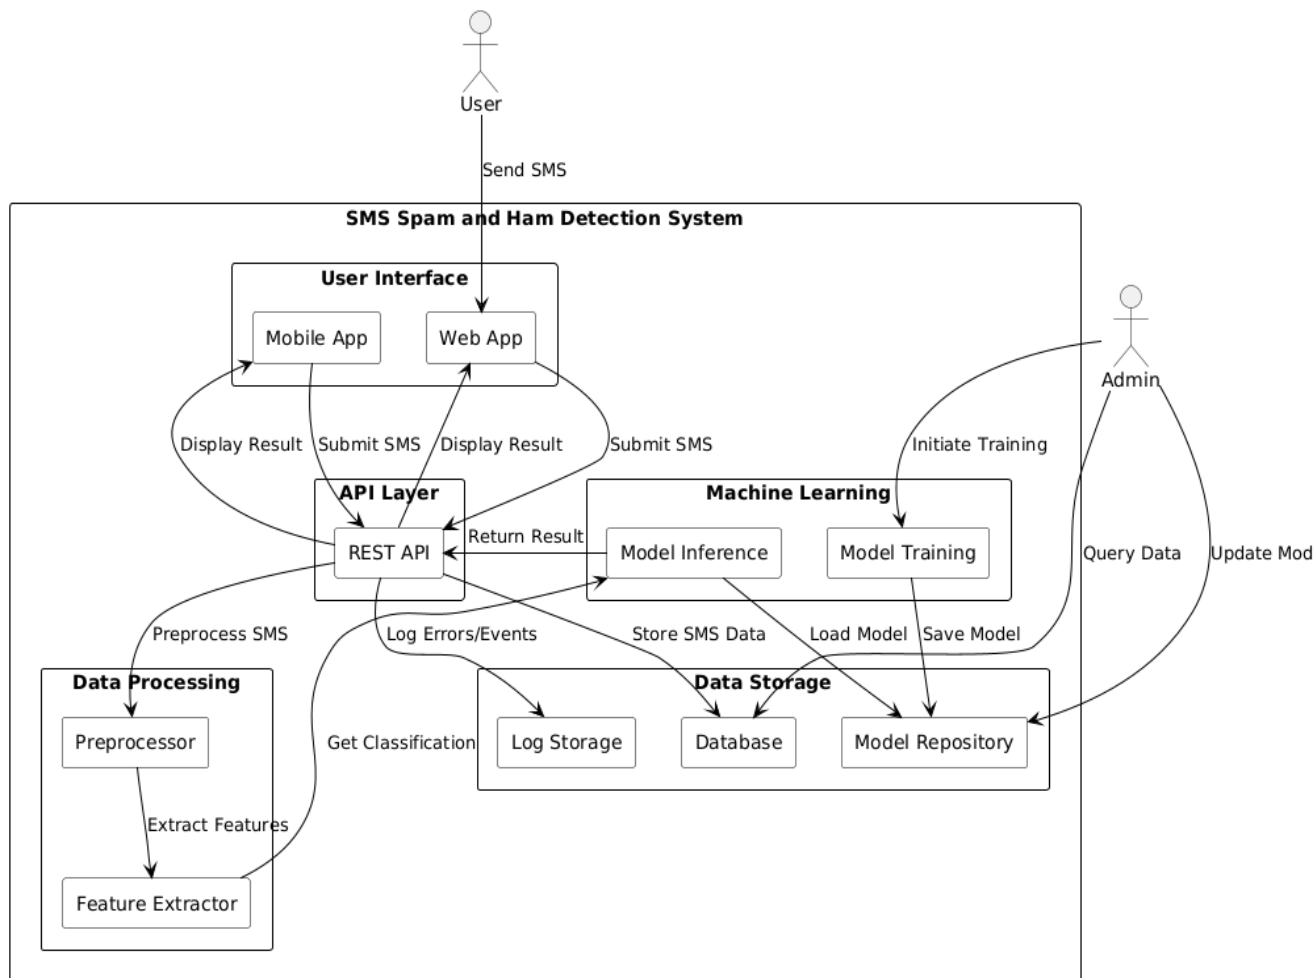 User
Send SMS
SMS Spam and Ham Detection System
User Interface
Mobile App
Web App
Admin
Display Result
Submit SMS
Display Result
Submit SMS
Initiate Training
API Layer
Machine Learning
REST API
Return Result
Model Inference
Model Training
Query Data
Update Mod
Preprocess SMS
Log Errors/Events
Store SMS Data
Load Model
Save Model
Data Processing
Data Storage
Preprocessor
Get Classification
Log Storage
Database
Model Repository
Extract Features
Feature Extractor